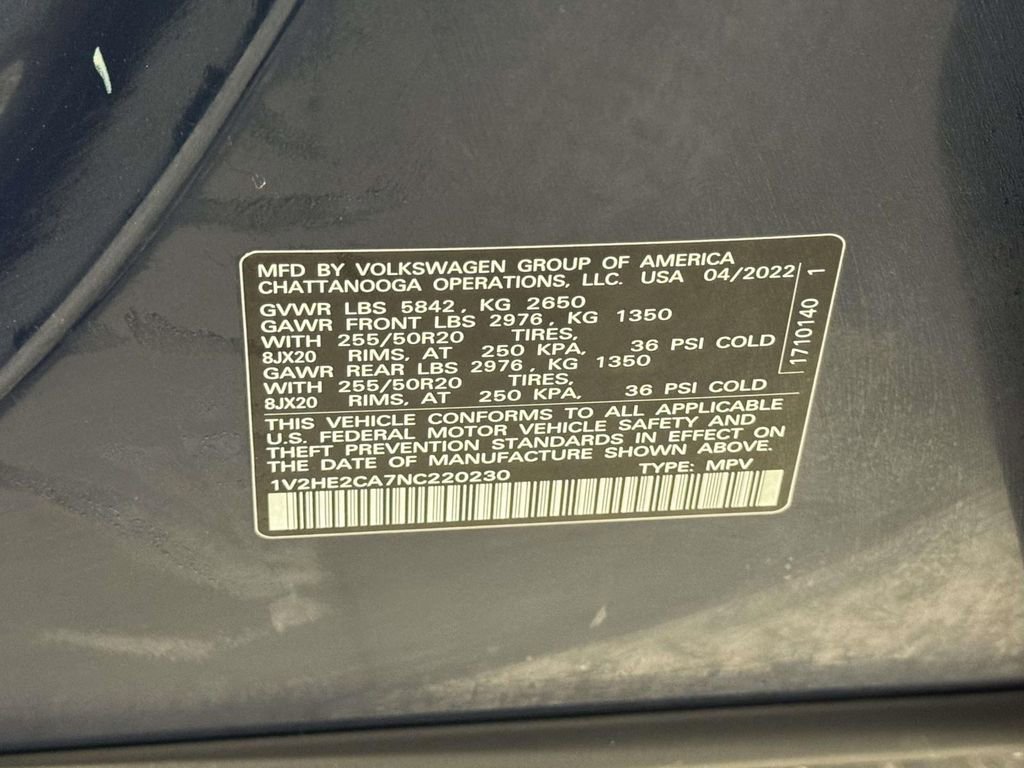 MFD BY VOLKSWAGEN GROUP OF AMERICA
CHATTANOOGA OPERATIONS, LLC. USA 04/2022
GVWR LBS 5842, KG 2650
GAWR FRONT LBS 2976, KG 1350
WITH 255/50R20 TIRES,
8JX20 RIMS, AT 250 KPA, 36 PSI COLD
GAWR REAR LBS 2976, KG 1350
WITH 255/50R20 TIRES,
8JX20 RIMS, AT 250 KPA, 36 PSI COLD
THIS VEHICLE CONFORMS TO ALL APPLICABLE
U.S. FEDERAL MOTOR VEHICLE SAFETY AND
THEFT PREVENTION STANDARDS IN EFFECT ON
THE DATE OF MANUFACTURE SHOWN ABOVE.
1V2HE2CA7NC220230 TYPE: MPV
1710140 1